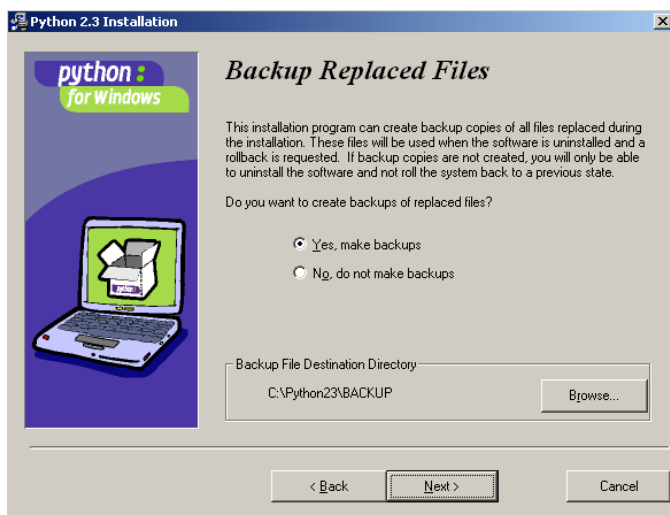 Python 2.3 Installation
python:
for Windows
Backup Replaced Files
This installation program can create backup copies of all files replaced during
the installation. These files will be used when the software is uninstalled and a
rollback is requested. If backup copies are not created, you will only be able
to uninstall the software and not roll the system back to a previous state.
Do you want to create backups of replaced files?
Yes, make backups
No, do not make backups
python:
Backup File Destination Directory
C:\Python23\BACKUP
Browse...
< Back
Next >
Cancel